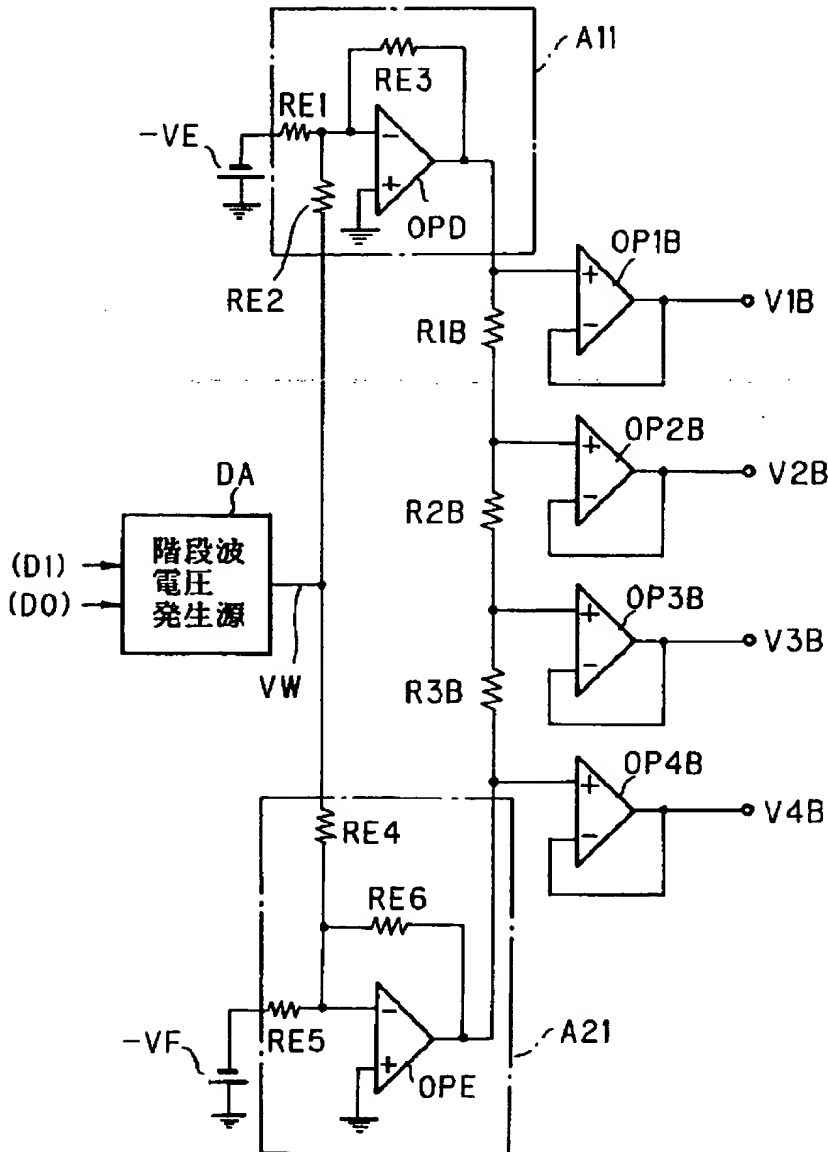 A11
RE3
RE1
-VE
-
+
OPD
RE2
OP1B
+
-
V1B
R1B
OP2B
+
-
V2B
DA
R2B
(D1)
(D0)
階段波
電圧
発生源
OP3B
+
-
V3B
VW
R3B
OP4B
+
-
V4B
RE4
RE6
RE5
-VF
-
+
OPE
A21